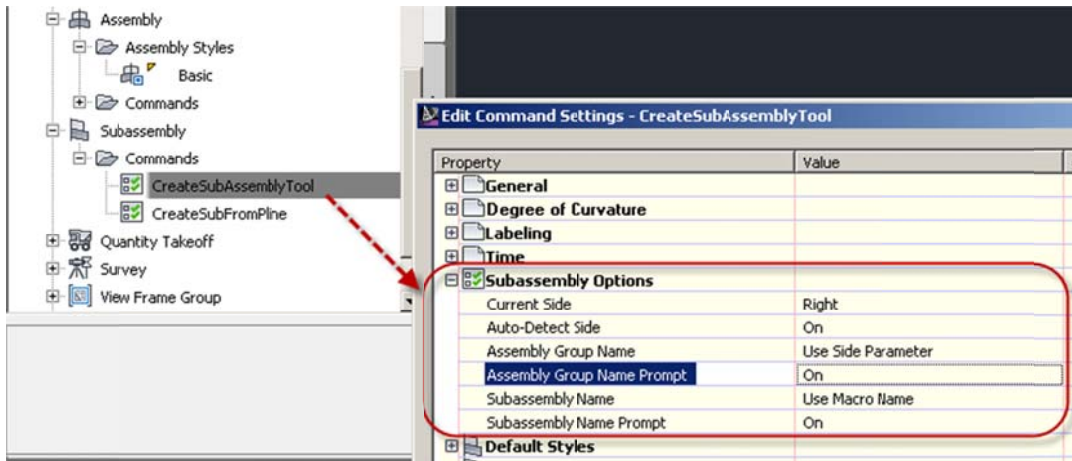 Assembly
Assembly Styles
Basic
Commands
Subassembly
Commands
CreateSubAssemblyTool
CreateSubFromPline
Quantity Takeoff
Survey
View Frame Group
Edit Command Settings - CreateSubAssemblyTool
Property Value
General
Degree of Curvature
Labeling
Time
Subassembly Options
Current Side Right
Auto-Detect Side On
Assembly Group Name Use Side Parameter
Assembly Group Name Prompt On
Subassembly Name Use Macro Name
Subassembly Name Prompt On
Default Styles